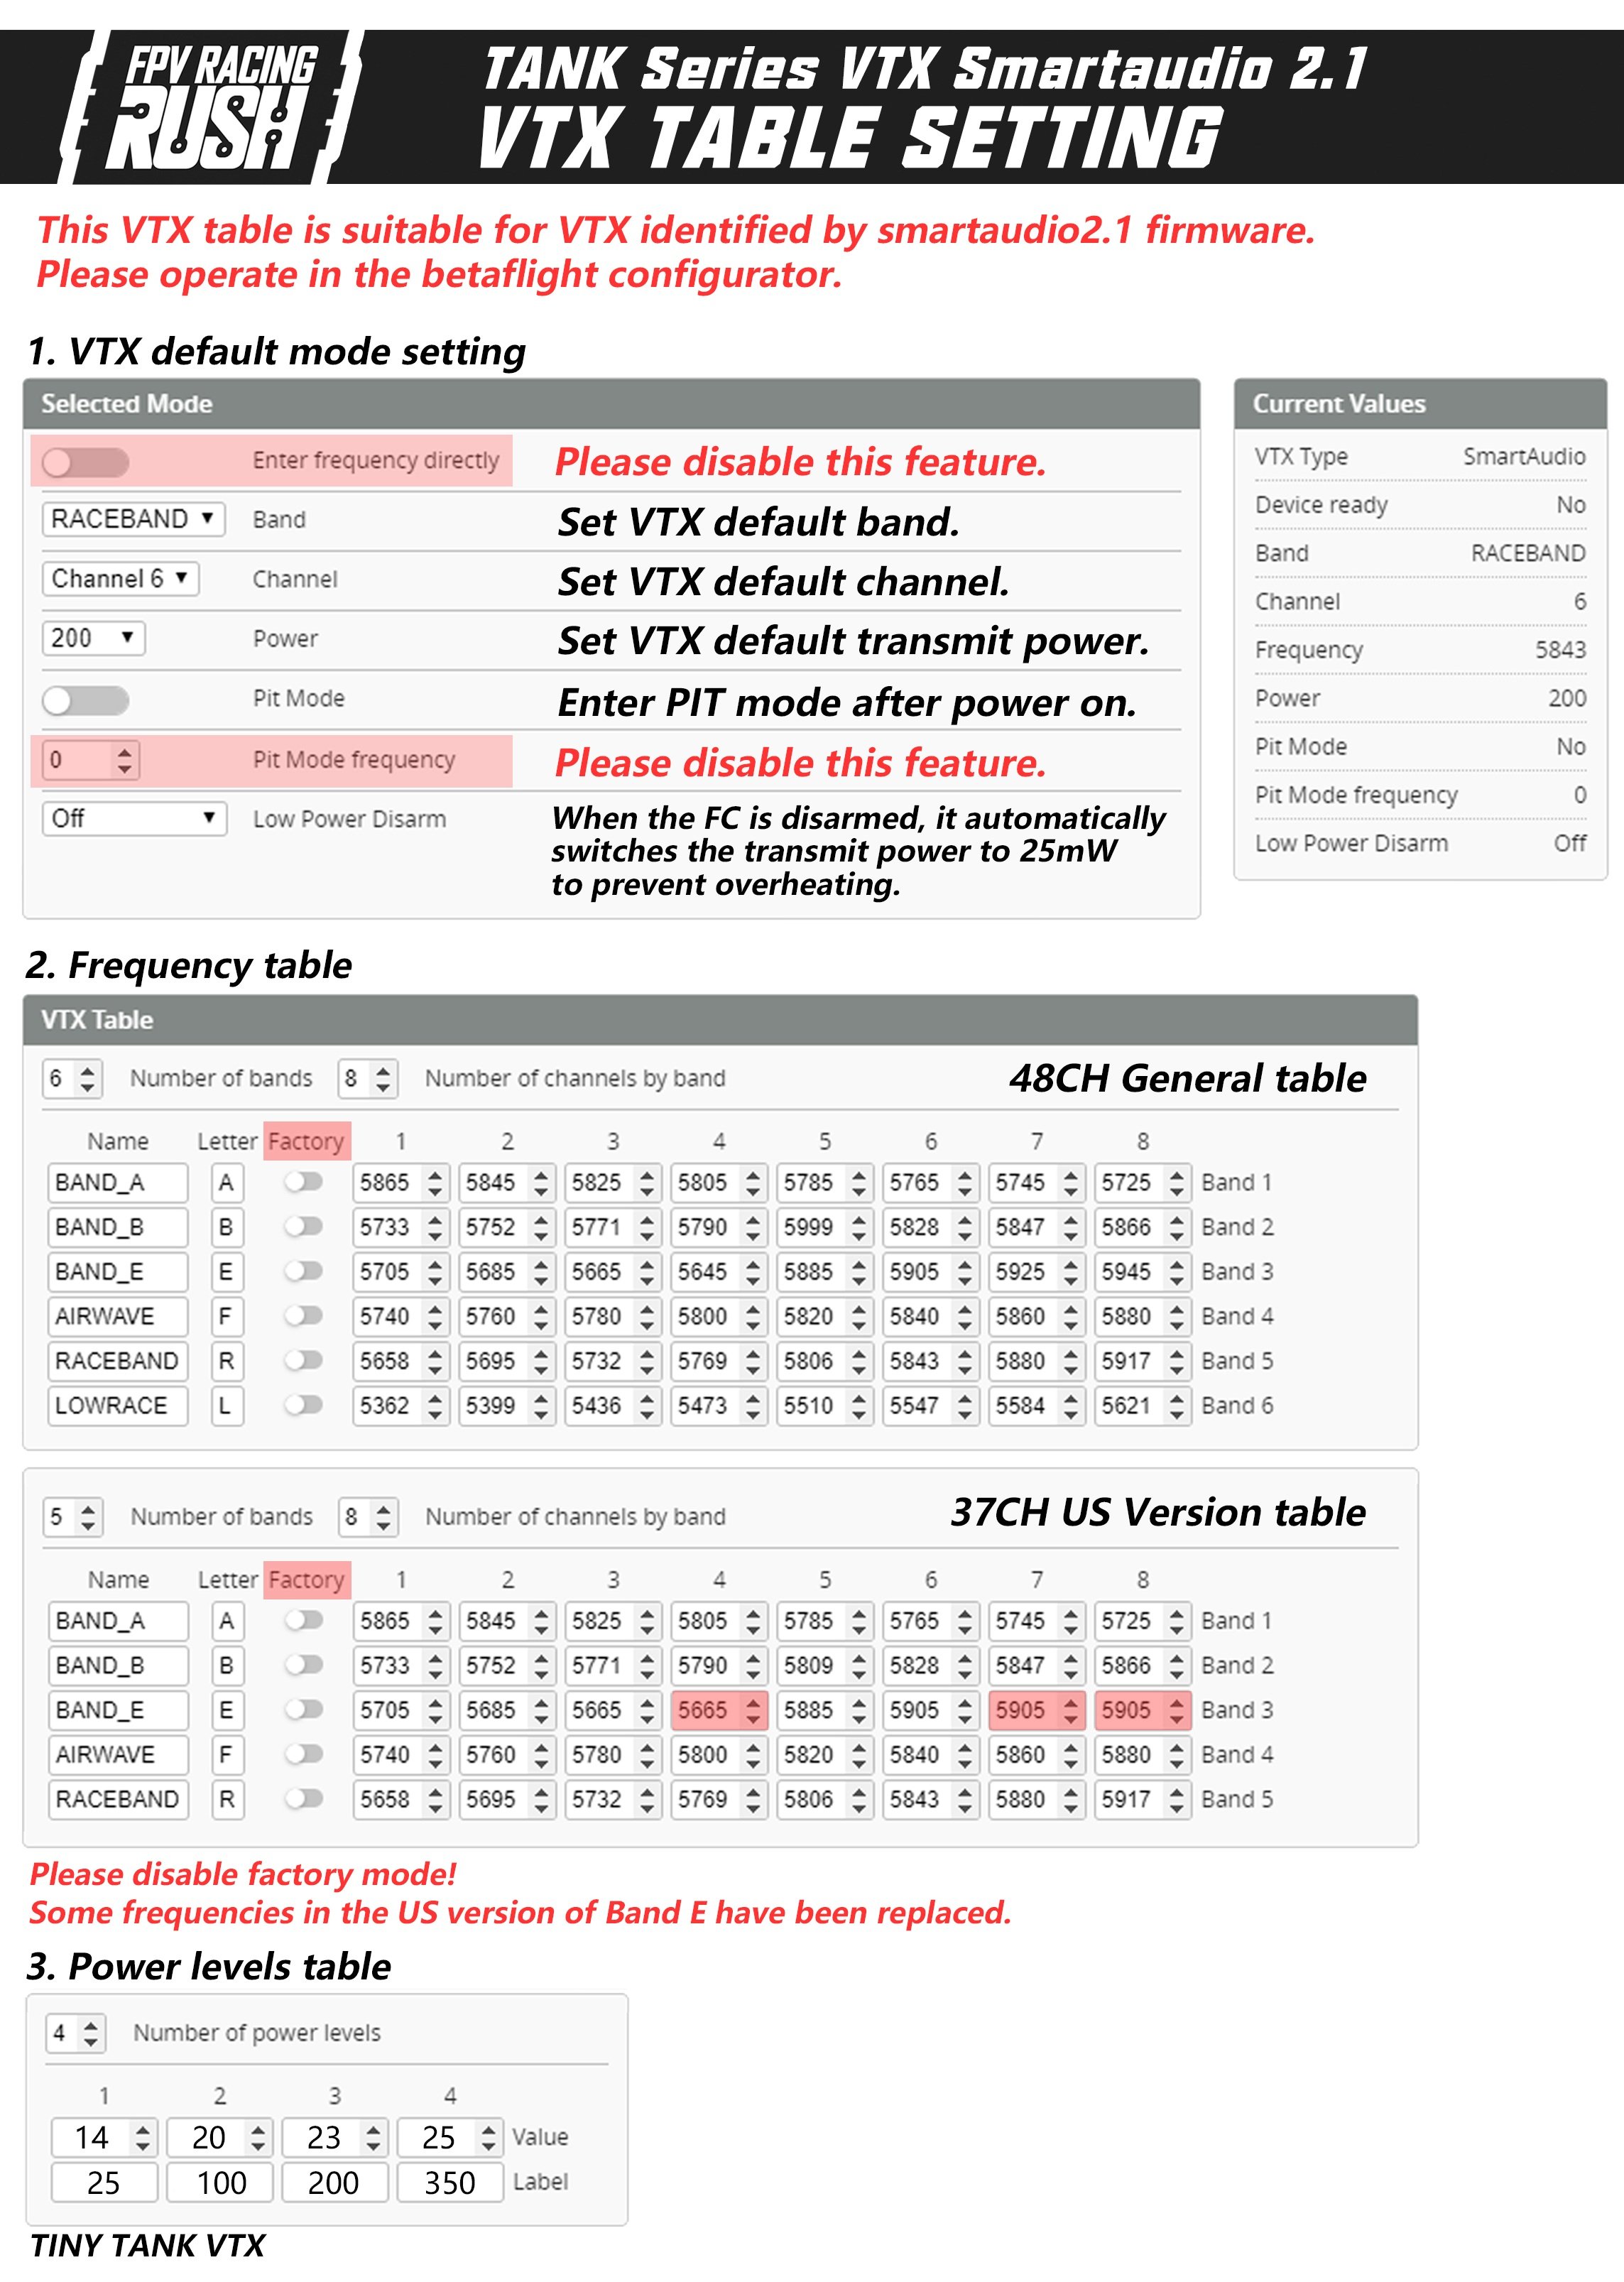 FPV RACING
RUSH
TANK Series VTX Smartaudio 2.1
VTX TABLE SETTING
This VTX table is suitable for VTX identified by smartaudio2.1 firmware.
Please operate in the betaflight configurator.
1. VTX default mode setting
Selected Mode
Enter frequency directly Please disable this feature.
RACEBAND Band Set VTX default band.
Channel 6 Channel Set VTX default channel.
200 Power Set VTX default transmit power.
Pit Mode Enter PIT mode after power on.
0 Pit Mode frequency Please disable this feature.
Off Low Power Disarm When the FC is disarmed, it automatically
switches the transmit power to 25mW
to prevent overheating.
Current Values
VTX Type SmartAudio
Device ready No
Band RACEBAND
Channel 6
Frequency 5843
Power 200
Pit Mode No
Pit Mode frequency 0
Low Power Disarm Off
2. Frequency table
VTX Table
6 Number of bands 8 Number of channels by band 48CH General table
Name Letter Factory 1 2 3 4 5 6 7 8
BAND_A A 5865 5845 5825 5805 5785 5765 5745 5725 Band 1
BAND_B B 5733 5752 5771 5790 5999 5828 5847 5866 Band 2
BAND_E E 5705 5685 5665 5645 5885 5905 5925 5945 Band 3
AIRWAVE F 5740 5760 5780 5800 5820 5840 5860 5880 Band 4
RACEBAND R 5658 5695 5732 5769 5806 5843 5880 5917 Band 5
LOWRACE L 5362 5399 5436 5473 5510 5547 5584 5621 Band 6
5 Number of bands 8 Number of channels by band 37CH US Version table
Name Letter Factory 1 2 3 4 5 6 7 8
BAND_A A 5865 5845 5825 5805 5785 5765 5745 5725 Band 1
BAND_B B 5733 5752 5771 5790 5809 5828 5847 5866 Band 2
BAND_E E 5705 5685 5665 5665 5885 5905 5905 5905 Band 3
AIRWAVE F 5740 5760 5780 5800 5820 5840 5860 5880 Band 4
RACEBAND R 5658 5695 5732 5769 5806 5843 5880 5917 Band 5
Please disable factory mode!
Some frequencies in the US version of Band E have been replaced.
3. Power levels table
4 Number of power levels
1 2 3 4
14 20 23 25 Value
25 100 200 350 Label
TINY TANK VTX